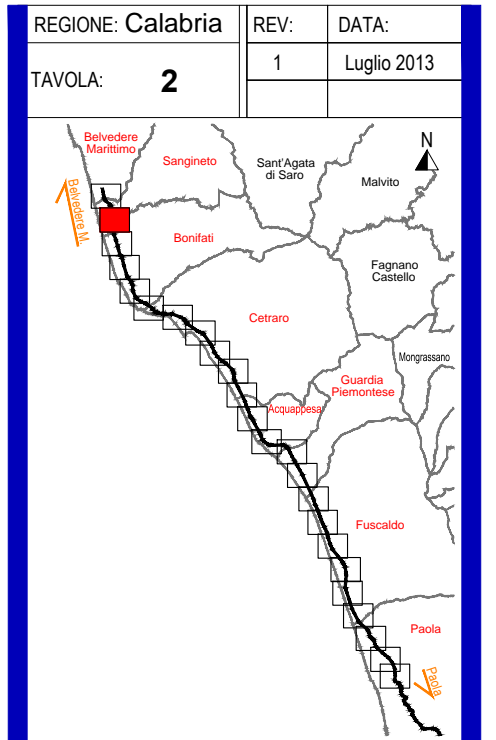 REGIONE: Calabria
REV:
DATA:
TAVOLA: 2
1
Luglio 2013
N
Belvedere
Marittimo
Sangineto
Sant'Agata
di Saro
Malvito
Belvedere M.
Bonifati
Fagnano
Castello
Cetraro
Mongrassano
Guardia
Piemontese
Acquappesa
Fuscaldo
Paola
Paola